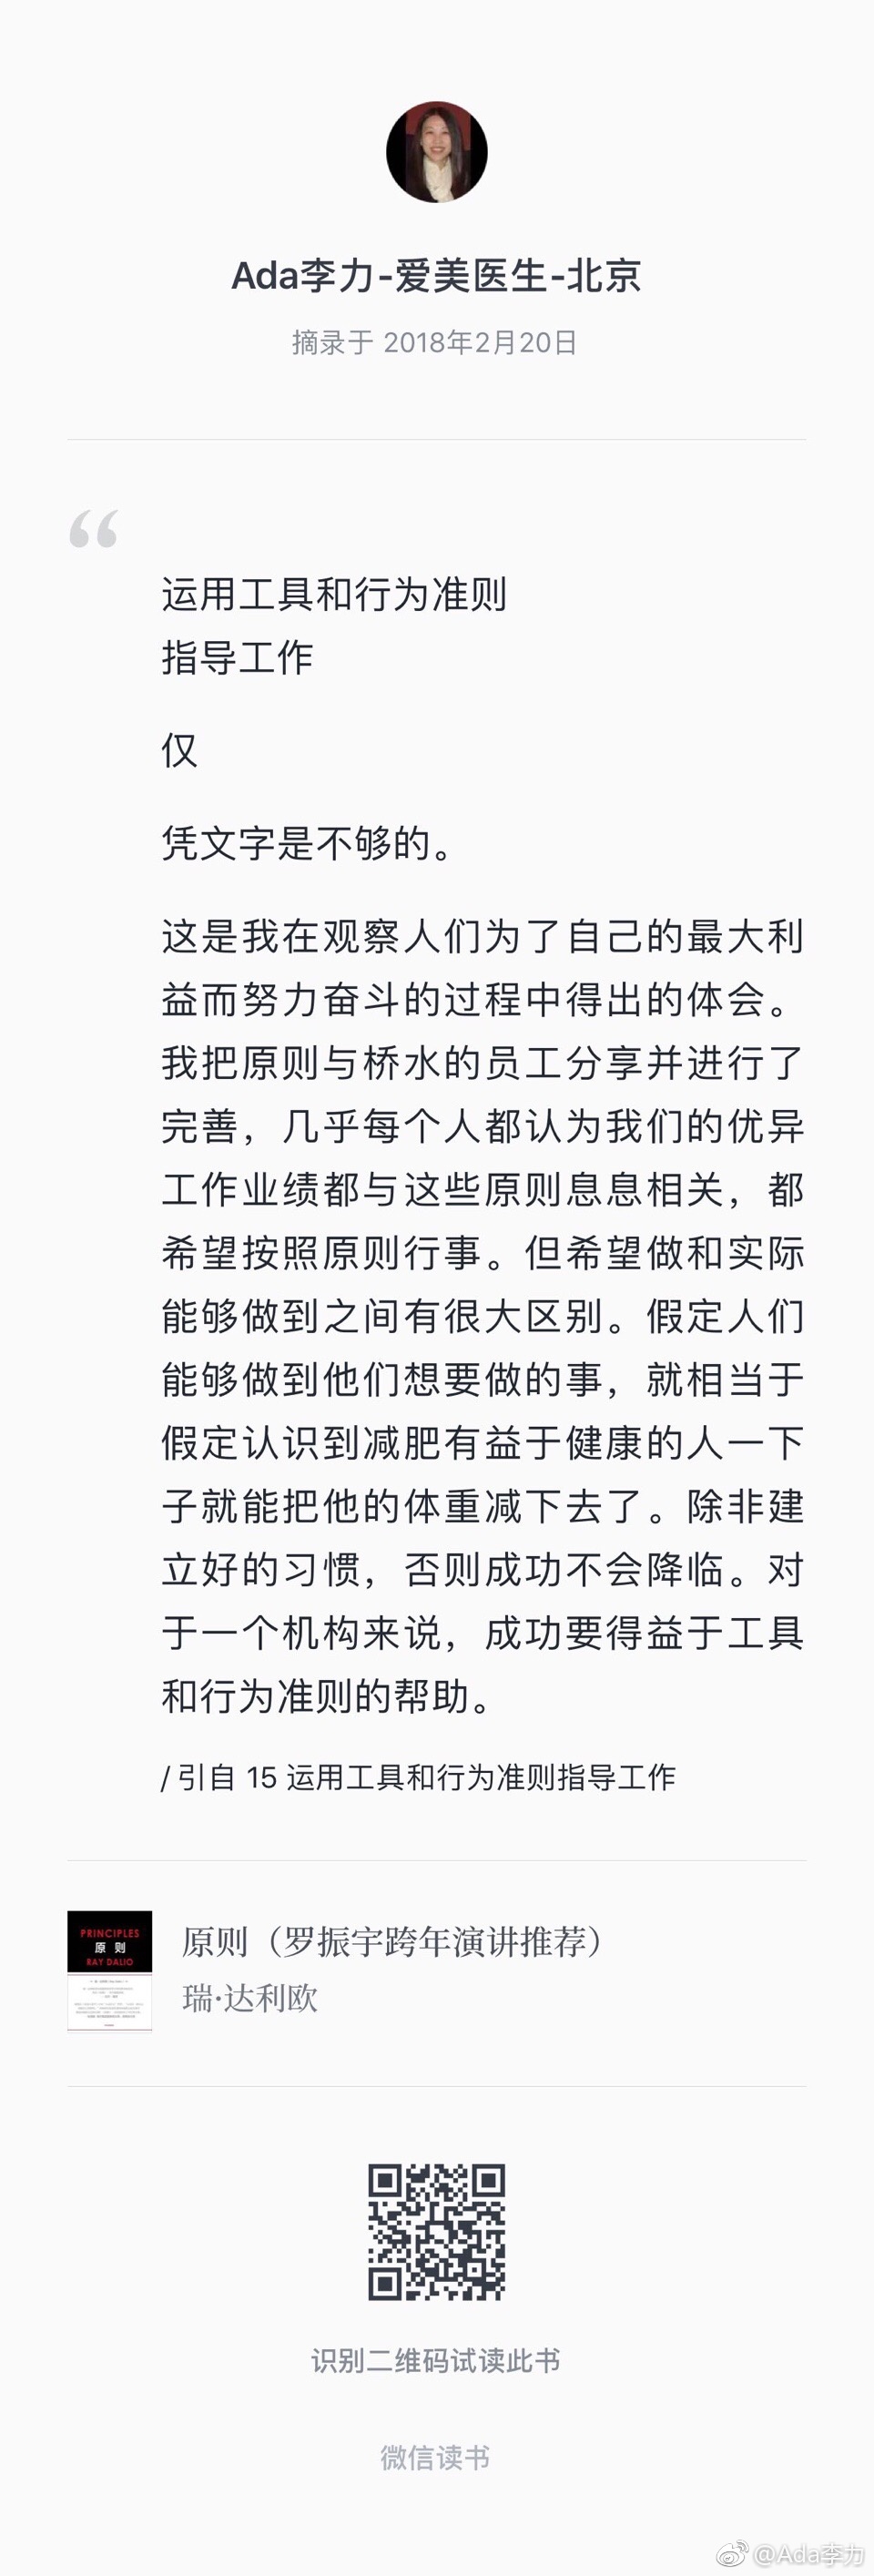 Ada李力-爱美医生-北京
摘录于 2018年2月20日
“
运用工具和行为准则
指导工作
仅
凭文字是不够的。
这是我在观察人们为了自己的最大利
益而努力奋斗的过程中得出的体会。
我把原则与桥水的员工分享并进行了
完善，几乎每个人都认为我们的优异
工作业绩都与这些原则息息相关，都
希望按照原则行事。但希望做和实际
能够做到之间有很大区别。假定人们
能够做到他们想要做的事，就相当于
假定认识到减肥有益于健康的人一下
子就能把他的体重减下去了。除非建
立好的习惯，否则成功不会降临。对
于一个机构来说，成功要得益于工具
和行为准则的帮助。
/ 引自 15 运用工具和行为准则指导工作
PRINCIPLES
原 则
RAY DALIO
原则（罗振宇跨年演讲推荐）
瑞·达利欧
识别二维码试读此书
微信读书
@Ada李力